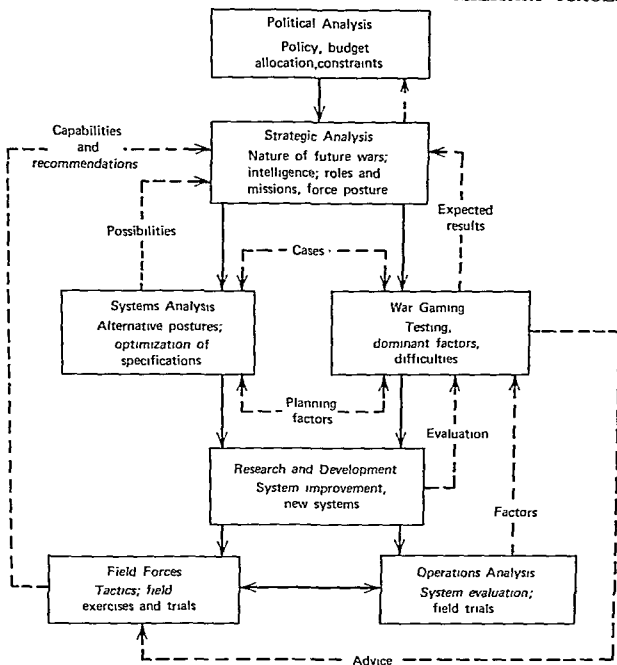 Political Analysis
Policy, budget
allocation,constraints
Capabilities
and
recommendations
Strategic Analysis
Nature of future wars;
intelligence; roles and
missions, force posture
Possibilities
Expected
results
Cases
Systems Analysis
Alternative postures;
optimization of
specifications
War Gaming
Testing,
dominant factors,
difficulties
Planning
factors
Evaluation
Research and Development
System improvement,
new systems
Factors
Field Forces
Tactics; field
exercises and trials
Operations Analysis
System evaluation;
field trials
Advice